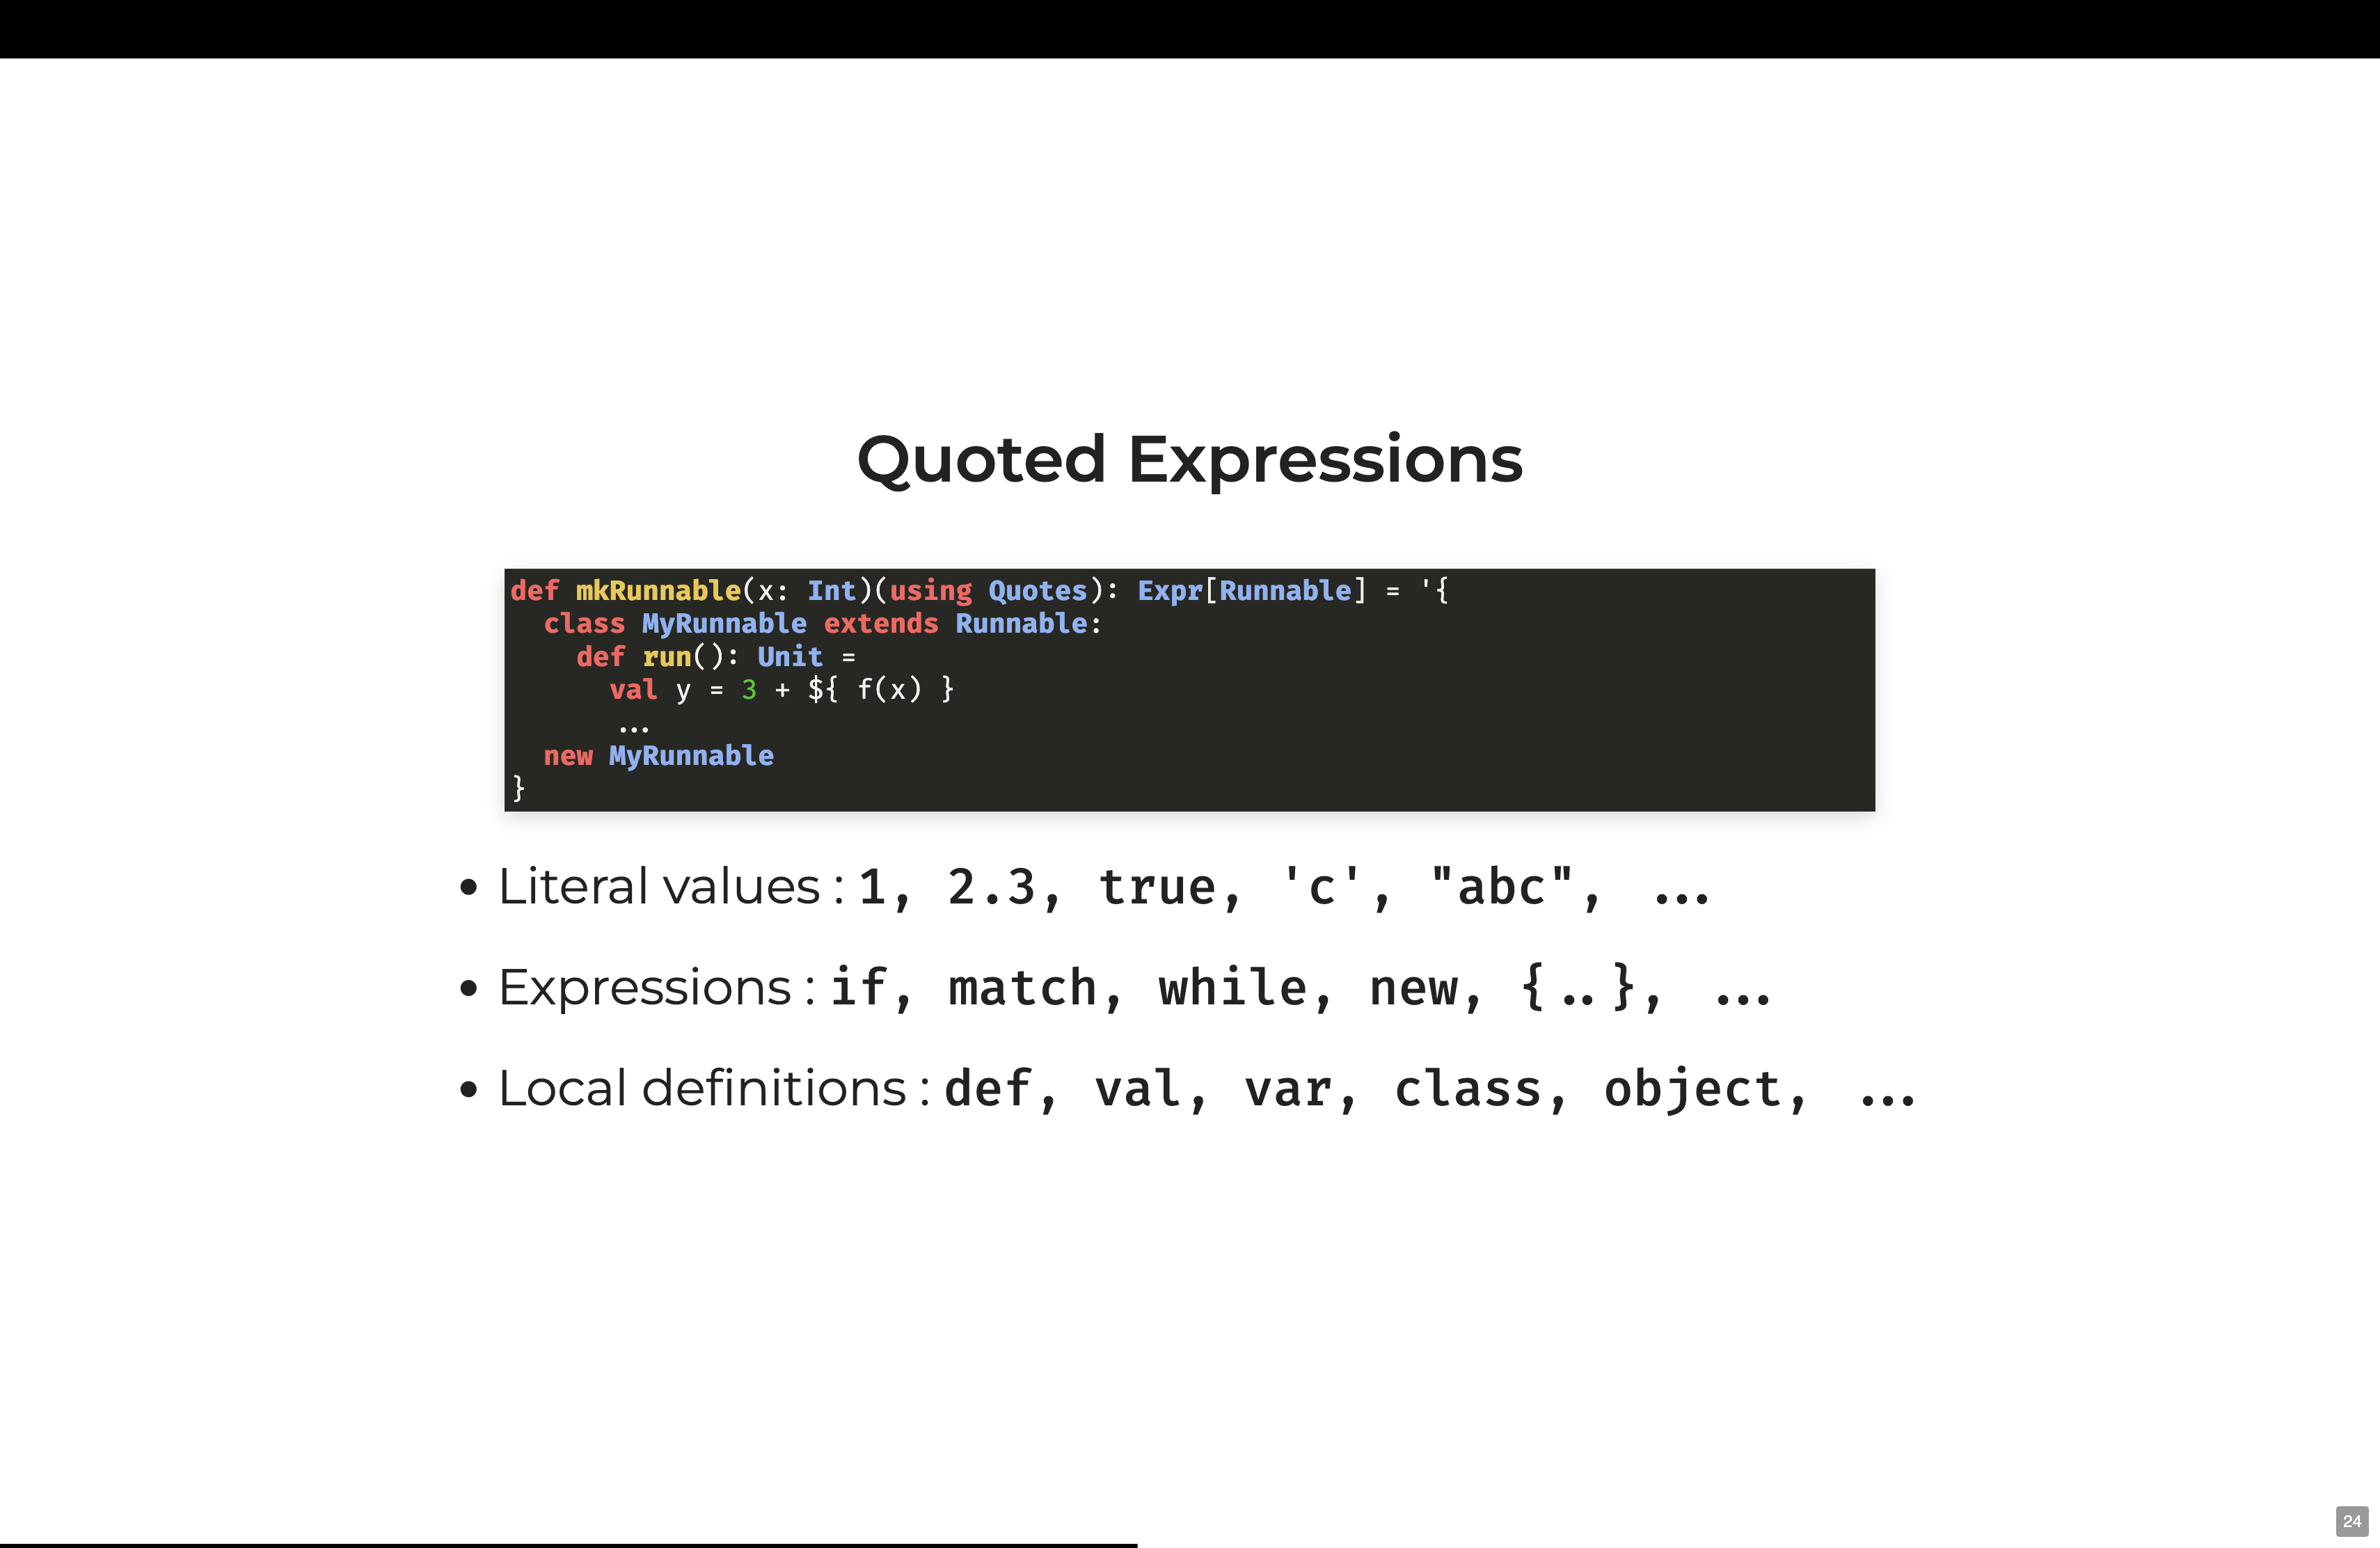 Quoted Expressions
def mkRunnable(x: Int)(using Quotes): Expr[Runnable] = '{
  class MyRunnable extends Runnable:
    def run(): Unit =
      val y = 3 + ${ f(x) }
      ...
  new MyRunnable
}
• Literal values : 1, 2.3, true, 'c', "abc", ...
• Expressions : if, match, while, new, {..}, ...
• Local definitions : def, val, var, class, object, ...
24